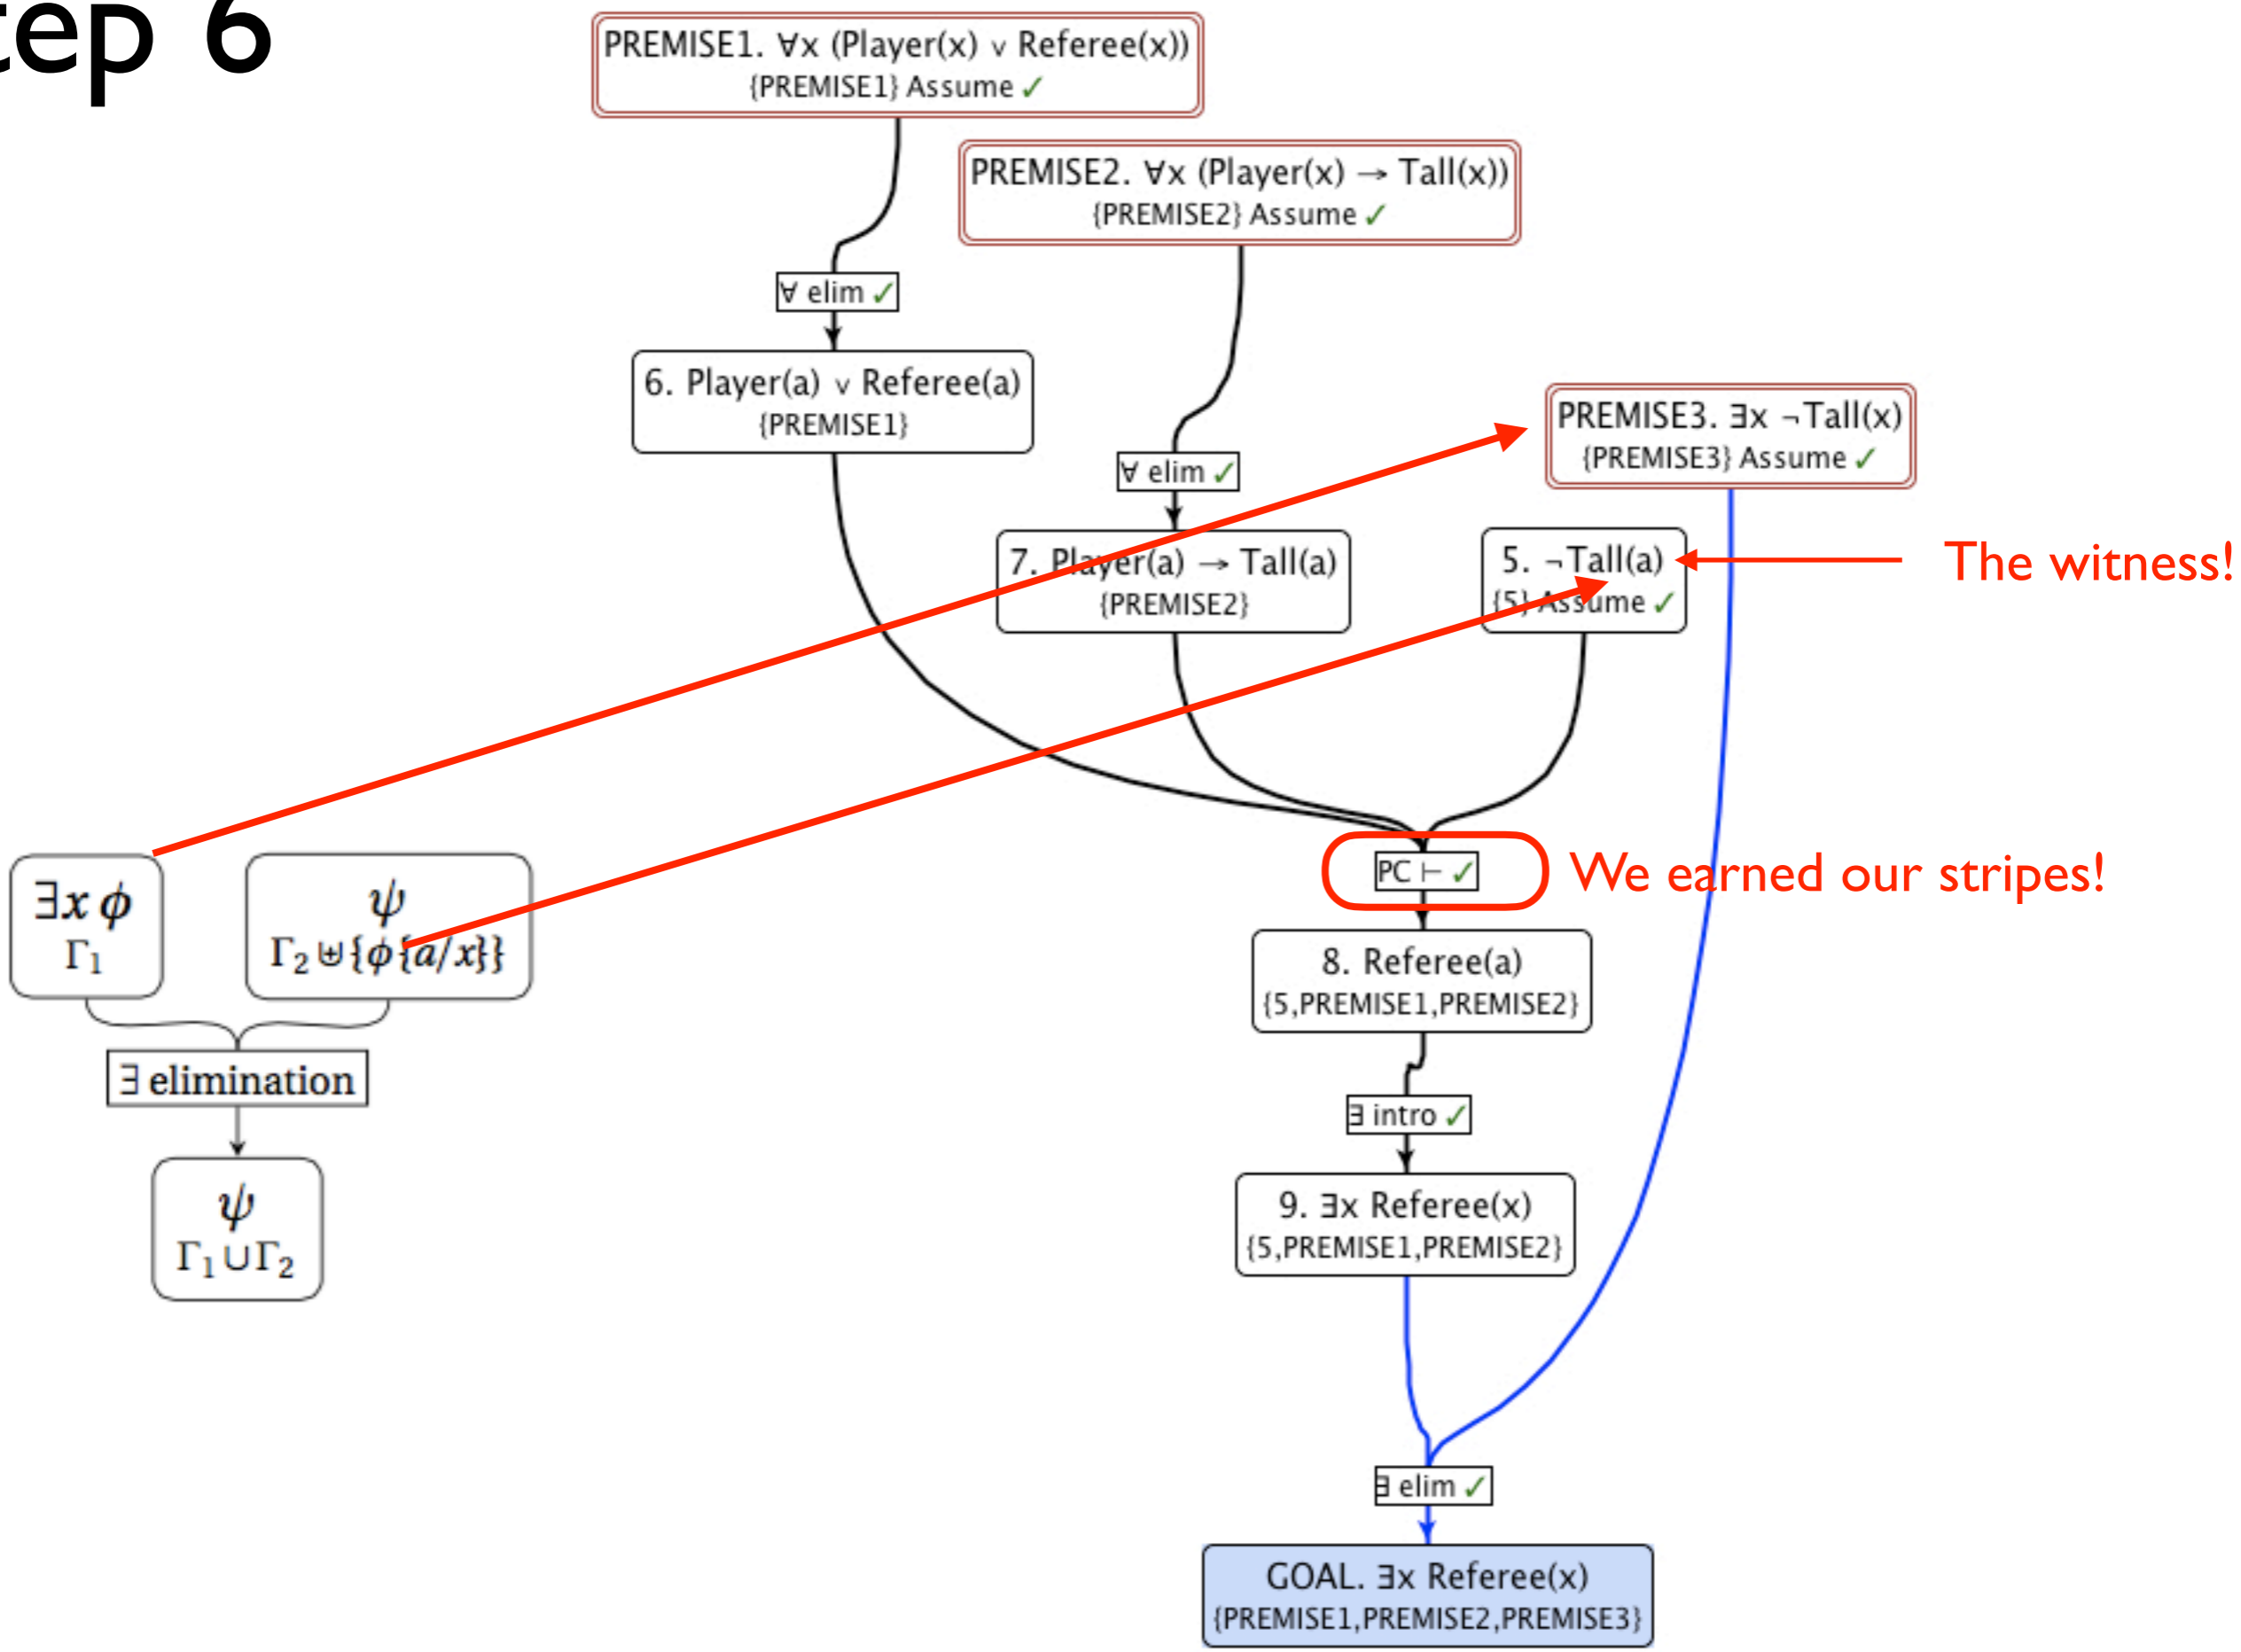 tep 6
PREMISE1. ∀x (Player(x) ∨ Referee(x))
{PREMISE1} Assume ✓
PREMISE2. ∀x (Player(x) → Tall(x))
{PREMISE2} Assume ✓
∀ elim ✓
6. Player(a) ∨ Referee(a)
{PREMISE1}
PREMISE3. ∃x ¬Tall(x)
{PREMISE3} Assume ✓
∀ elim ✓
7. Player(a) → Tall(a)
{PREMISE2}
5. ¬Tall(a)
{5} Assume ✓
The witness!
PC ⊢ ✓
We earned our stripes!
∃x ϕ
Γ₁
ψ
Γ₂ ⊎ {ϕ{a/x}}
∃ elimination
ψ
Γ₁ ∪ Γ₂
8. Referee(a)
{5,PREMISE1,PREMISE2}
∃ intro ✓
9. ∃x Referee(x)
{5,PREMISE1,PREMISE2}
∃ elim ✓
GOAL. ∃x Referee(x)
{PREMISE1,PREMISE2,PREMISE3}